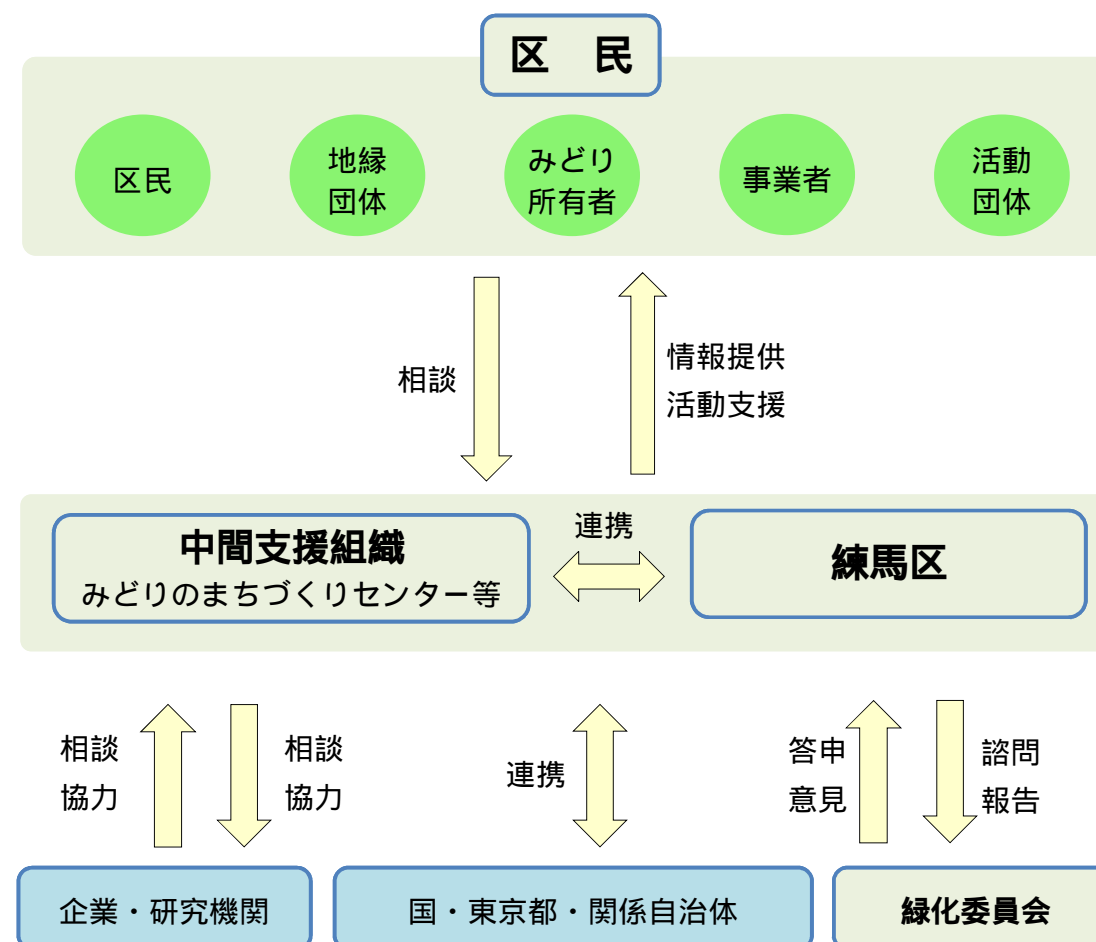 区　民
区民
地縁
団体
みどり
所有者
事業者
活動
団体
相談
情報提供
活動支援
中間支援組織
みどりのまちづくりセンター等
連携
練馬区
相談
協力
相談
協力
連携
答申
意見
諮問
報告
企業・研究機関
国・東京都・関係自治体
緑化委員会